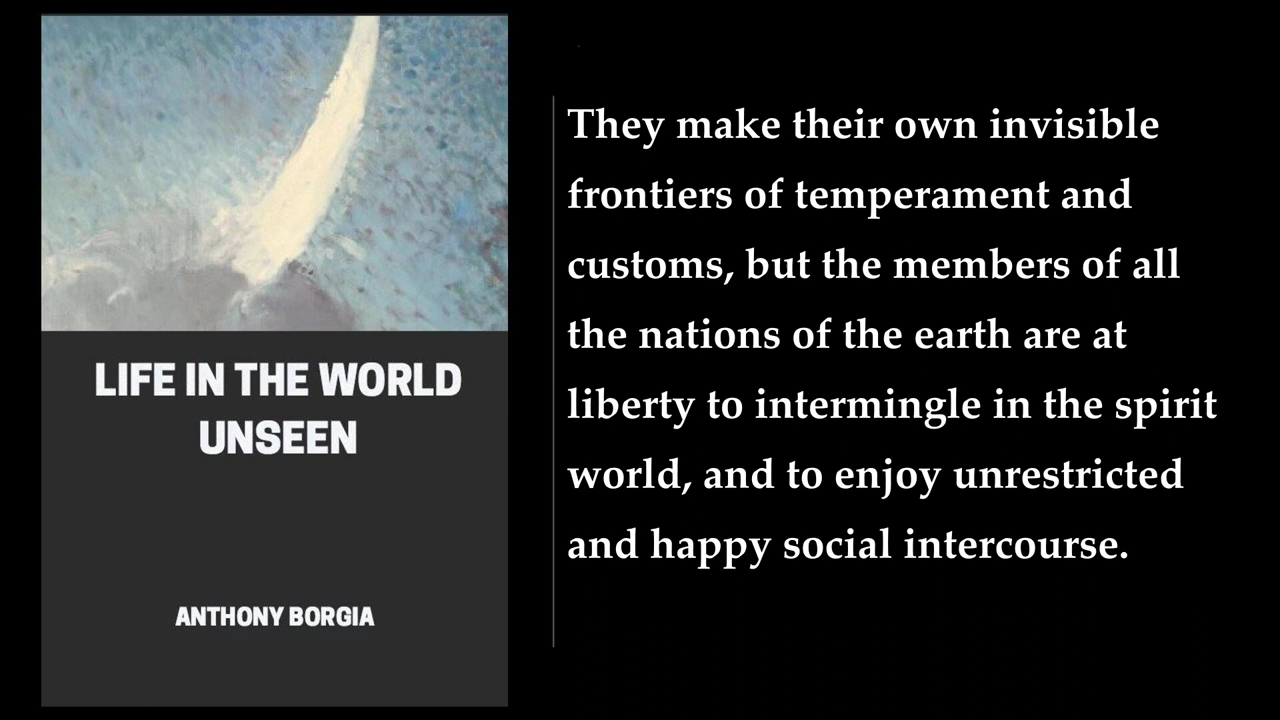 LIFE IN THE WORLD
UNSEEN
ANTHONY BORGIA
They make their own invisible
frontiers of temperament and
customs, but the members of all
the nations of the earth are at
liberty to intermingle in the spirit
world, and to enjoy unrestricted
and happy social intercourse.